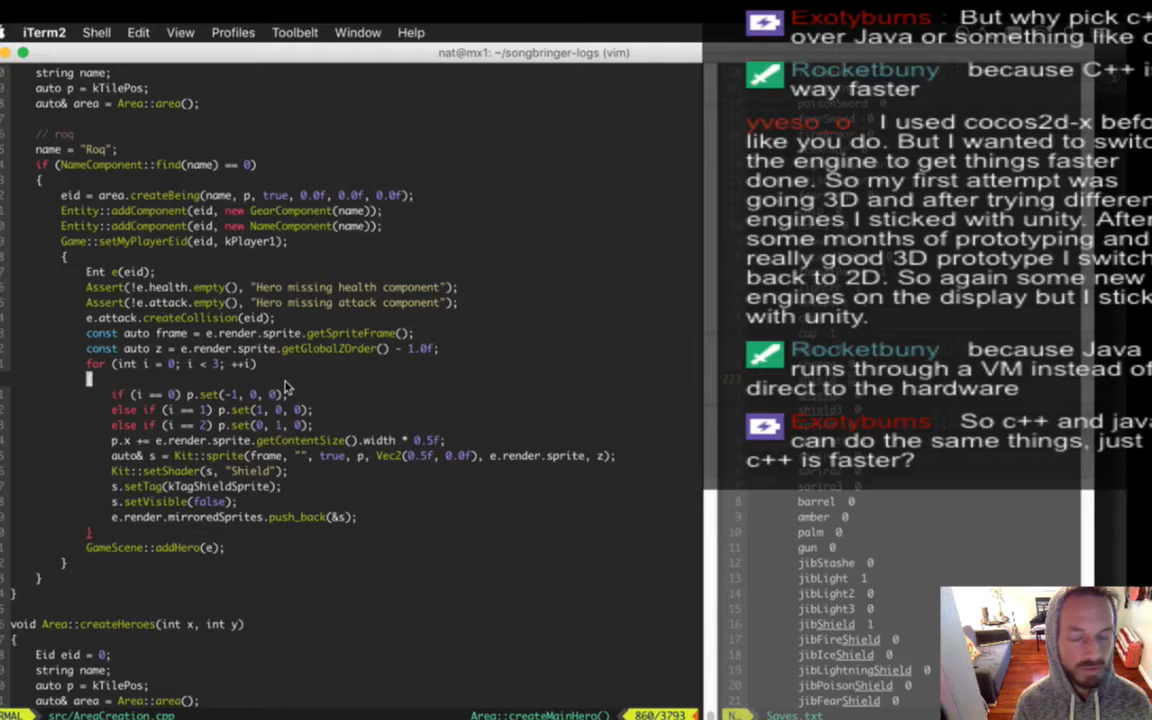 iTerm2 Shell Edit View Profiles Toolbelt Window Help
nat@mx1: ~/songbringer-logs (vim)
string name;
auto p = kTilePos;
auto& area = Area::area();
// roq
name = "Roq";
if (NameComponent::find(name) == 0)
{
eid = area.createBeing(name, p, true, 0.0f, 0.0f, 0.0f);
Entity::addComponent(eid, new GearComponent(name));
Entity::addComponent(eid, new NameComponent(name));
Game::setMyPlayerEid(eid, kPlayer1);
{
Ent e(eid);
Assert(!e.health.empty(), "Hero missing health component");
Assert(!e.attack.empty(), "Hero missing attack component");
e.attack.createCollision(eid);
const auto frame = e.render.sprite.getSpriteFrame();
const auto z = e.render.sprite.getGlobalZOrder() - 1.0f;
for (int i = 0; i < 3; ++i)
if (i == 0) p.set(-1, 0, 0);
else if (i == 1) p.set(1, 0, 0);
else if (i == 2) p.set(0, 1, 0);
p.x += e.render.sprite.getContentSize().width * 0.5f;
auto& s = Kit::sprite(frame, "", true, p, Vec2(0.5f, 0.0f), e.render.sprite, z);
Kit::setShader(s, "Shield");
s.setTag(kTagShieldSprite);
s.setVisible(false);
e.render.mirroredSprites.push_back(&s);
}
GameScene::addHero(e);
}
}
}
void Area::createHeroes(int x, int y)
{
Eid eid = 0;
string name;
auto p = kTilePos;
auto& area = Area::area();
RMAL src/AreaCreation.cpp Area::createMainHero() 860/3793
Exotyburns : But why pick c+
over Java or something like
Rocketbuny because C++ i
way faster
yveso_o I used cocos2d-x befo
like you do. But I wanted to switc
the engine to get things faster
done. So my first attempt was
going 3D and after trying differen
engines I sticked with unity. After
some months of prototyping and
really good 3D prototype I switch
back to 2D. So again some new
engines on the display but I stick
with unity.
Rocketbuny because Java
runs through a VM instead of
direct to the hardware
Exotyburns : So c++ and java
can do the same things, just
c++ is faster?
sarira3 0
8 barrel 0
9 amber 0
10 palm 0
11 gun 0
12 jibStashe 0
13 jibLight 1
14 jibLight2 0
15 jibLight3 0
16 jibShield 1
17 jibFireShield 0
18 jibIceShield 0
19 jibLightningShield 0
20 jibPoisonShield 0
21 jibFearShield 0
N… Saves.txt